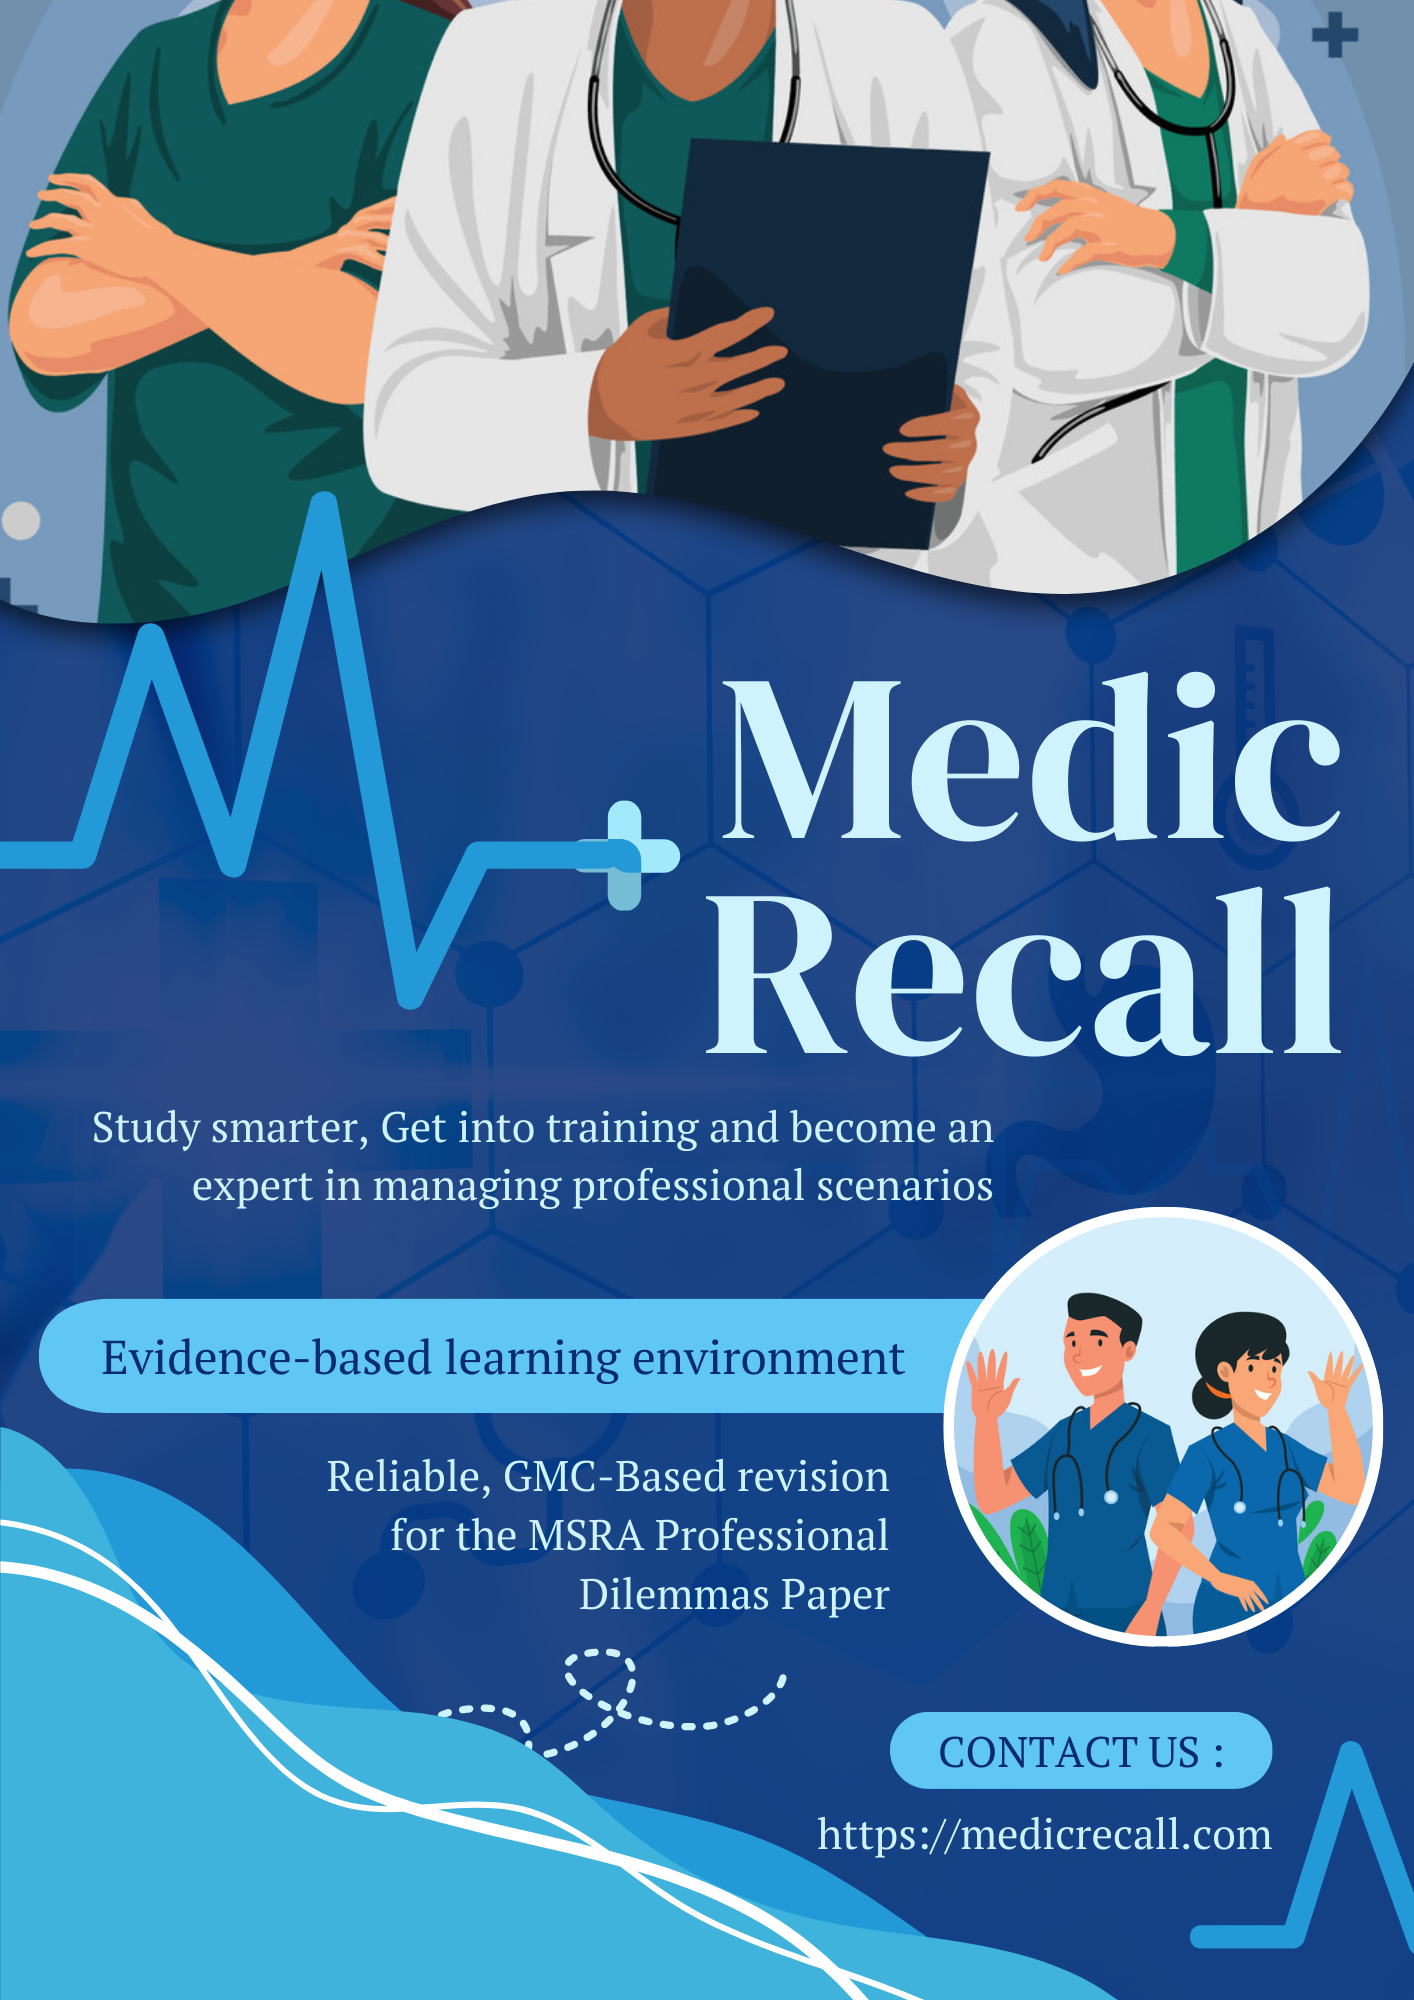 Medic
Recall
Study smarter, Get into training and become an
expert in managing professional scenarios
Evidence-based learning environment
Reliable, GMC-Based revision
for the MSRA Professional
Dilemmas Paper
CONTACT US :
https://medicrecall.com